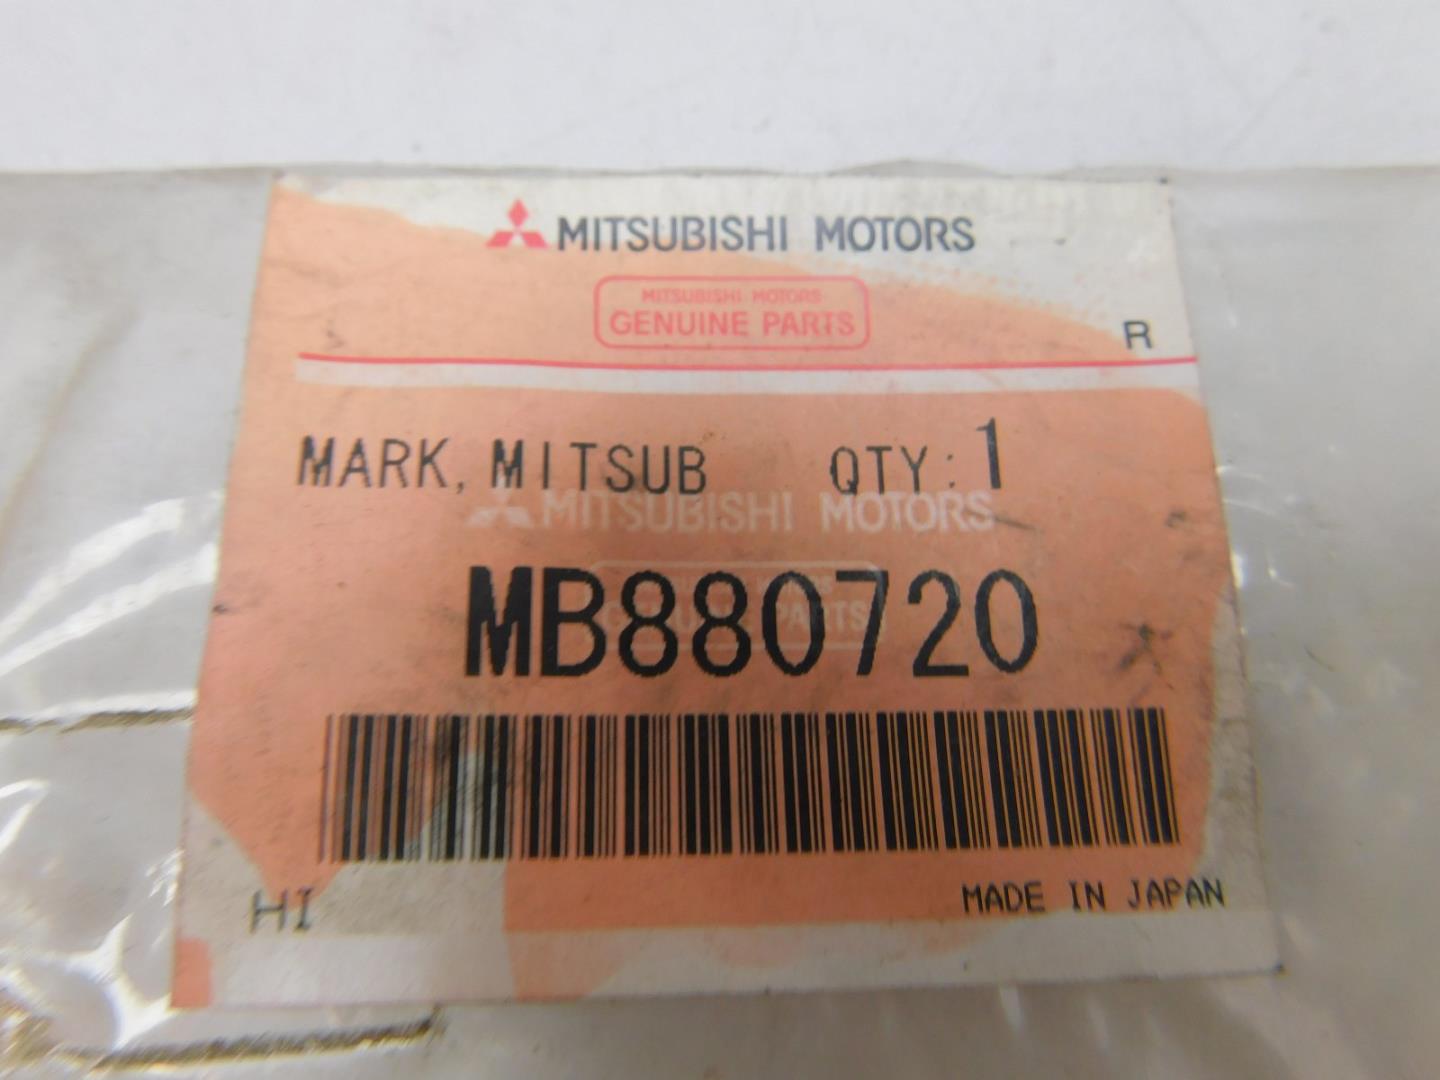 MITSUBISHI MOTORS
MITSUBISHI MOTORS
GENUINE PARTS
R
MARK, MITSUB QTY: 1
MITSUBISHI MOTORS
MB880720
HI
MADE IN JAPAN